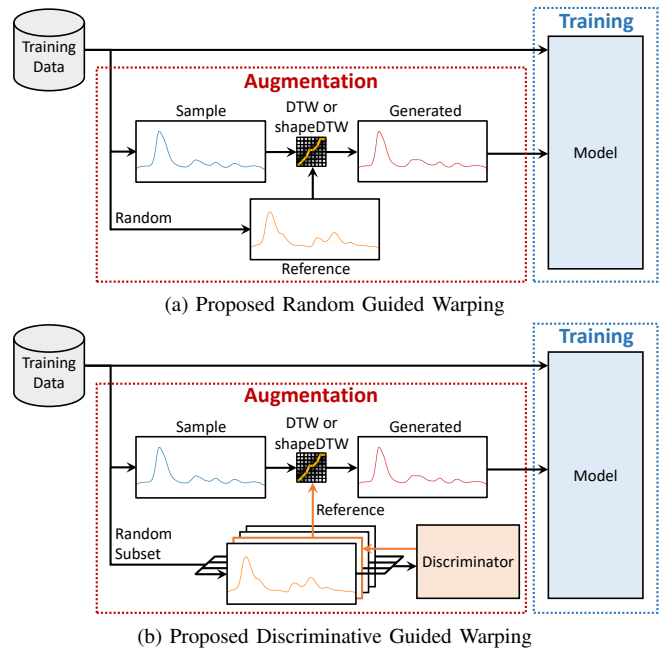 Training
Data
Training
Augmentation
Sample
DTW or
shapeDTW
Generated
Model
Random
Reference
(a) Proposed Random Guided Warping
Training
Data
Training
Augmentation
Sample
DTW or
shapeDTW
Generated
Model
Reference
Random
Subset
Discriminator
(b) Proposed Discriminative Guided Warping